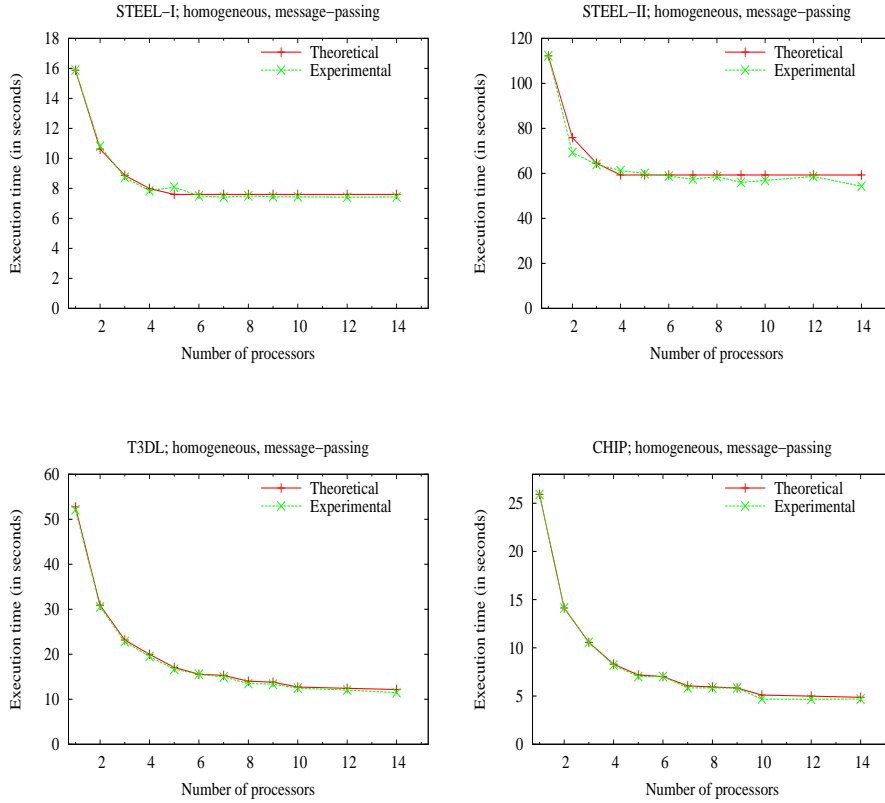 STEEL−I; homogeneous, message−passing
Execution time (in seconds)
18
16
14
12
10
8
6
4
2
0
Theoretical
Experimental
2 4 6 8 10 12 14
Number of processors
STEEL−II; homogeneous, message−passing
Execution time (in seconds)
120
100
80
60
40
20
0
Theoretical
Experimental
2 4 6 8 10 12 14
Number of processors
T3DL; homogeneous, message−passing
Execution time (in seconds)
60
50
40
30
20
10
0
Theoretical
Experimental
2 4 6 8 10 12 14
Number of processors
CHIP; homogeneous, message−passing
Execution time (in seconds)
25
20
15
10
5
0
Theoretical
Experimental
2 4 6 8 10 12 14
Number of processors